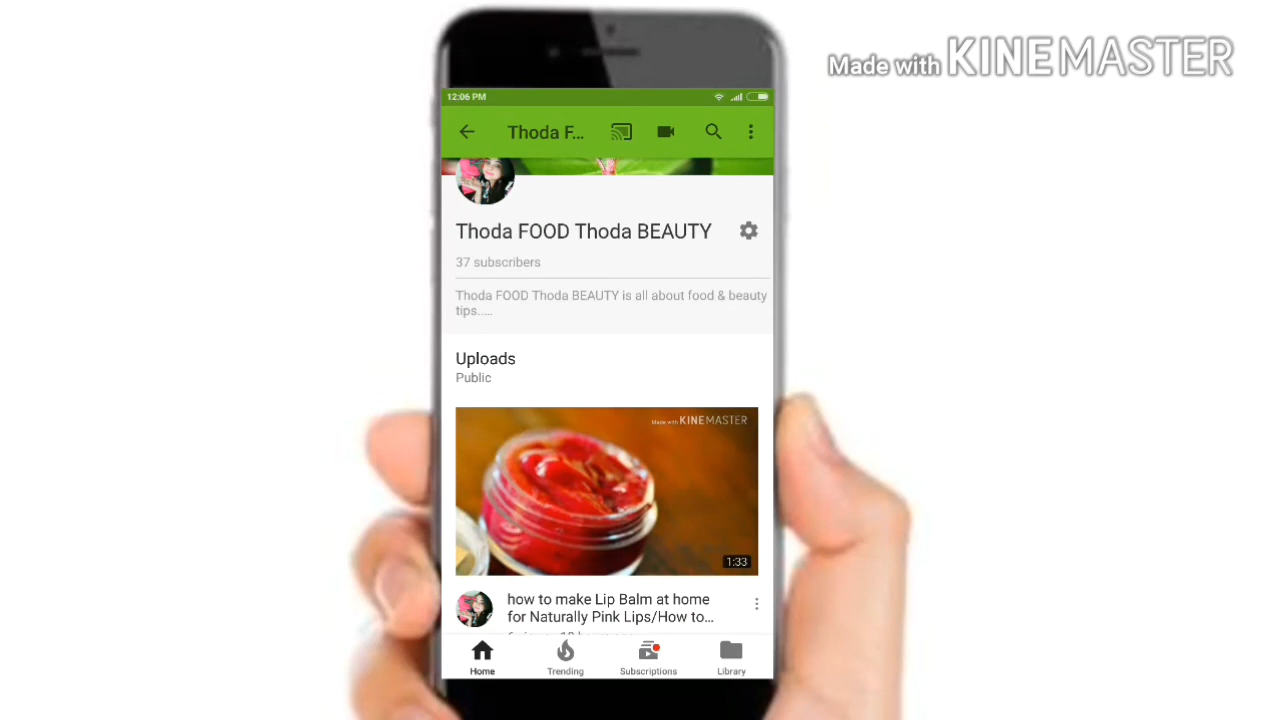 Made with KINEMASTER
12:06 PM
Thoda F...
Thoda FOOD Thoda BEAUTY
37 subscribers
Thoda FOOD Thoda BEAUTY is all about food & beauty
tips.....
Uploads
Public
Made with KINEMASTER
1:33
how to make Lip Balm at home
for Naturally Pink Lips/How to...
Home
Trending
Subscriptions
Library